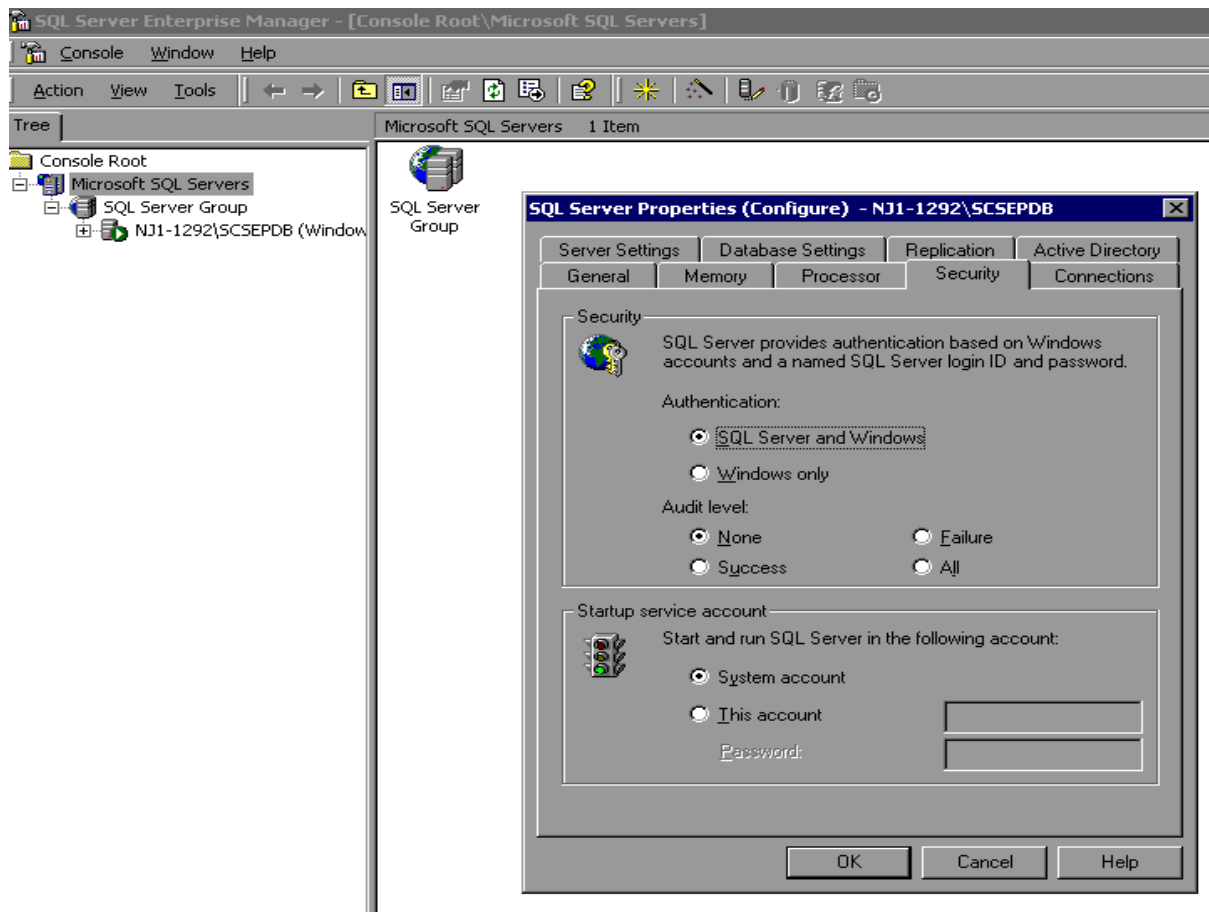 SQL Server Enterprise Manager - [Console Root\Microsoft SQL Servers]
Console Window Help
Action View Tools
Tree
Microsoft SQL Servers 1 Item
Console Root
Microsoft SQL Servers
SQL Server Group
NJ1-1292\SCSEPDB (Window
SQL Server
Group
SQL Server Properties (Configure) - NJ1-1292\SCSEPDB
Server Settings Database Settings Replication Active Directory
General Memory Processor Security Connections
Security
SQL Server provides authentication based on Windows
accounts and a named SQL Server login ID and password.
Authentication:
SQL Server and Windows
Windows only
Audit level:
None Failure
Success All
Startup service account
Start and run SQL Server in the following account:
System account
This account
Password:
OK Cancel Help